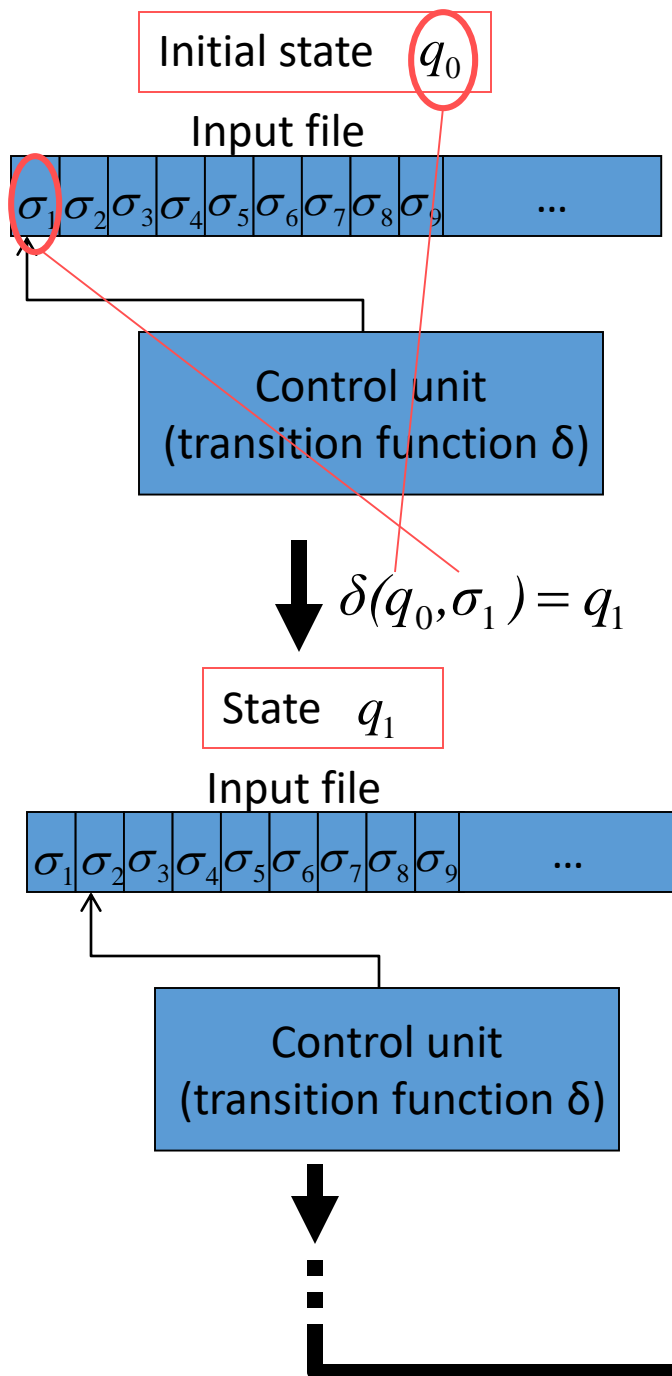 Initial state q₀
Input file
σ₁ σ₂ σ₃ σ₄ σ₅ σ₆ σ₇ σ₈ σ₉ ...
Control unit
(transition function δ)
δ(q₀,σ₁) = q₁
State q₁
Input file
σ₁ σ₂ σ₃ σ₄ σ₅ σ₆ σ₇ σ₈ σ₉ ...
Control unit
(transition function δ)